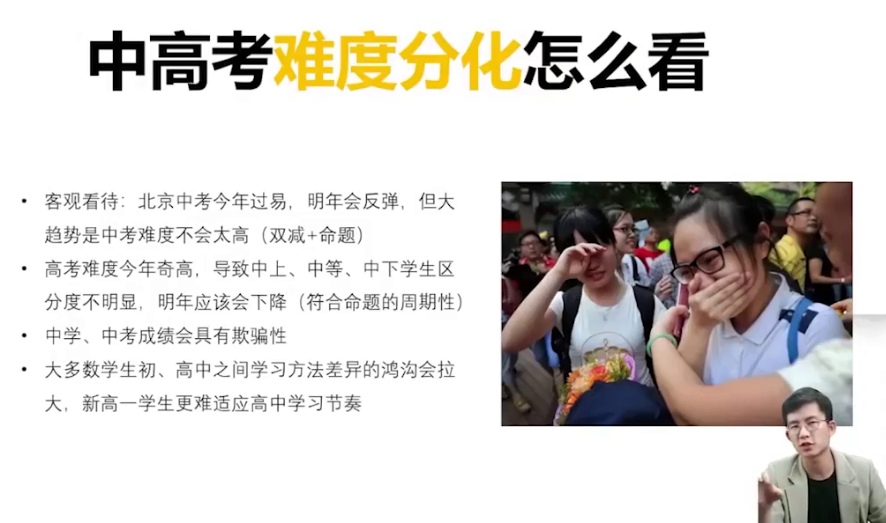 中高考难度分化怎么看
• 客观看待：北京中考今年过易，明年会反弹，但大
趋势是中考难度不会太高（双减+命题）
• 高考难度今年奇高，导致中上、中等、中下学生区
分度不明显，明年应该会下降（符合命题的周期性）
• 中学、中考成绩会具有欺骗性
• 大多数学生初、高中之间学习方法差异的鸿沟会拉
大，新高一学生更难适应高中学习节奏